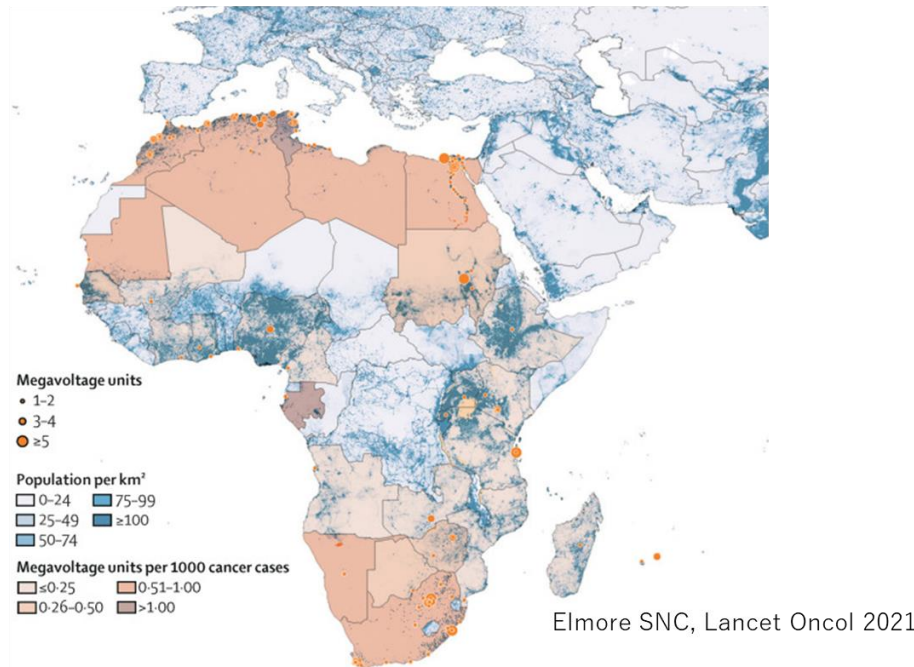 Megavoltage units
1–2
3–4
≥5
Population per km²
0–24 75–99
25–49 ≥100
50–74
Megavoltage units per 1000 cancer cases
≤0·25 0·51–1·00
0·26–0·50 >1·00
Elmore SNC, Lancet Oncol 2021